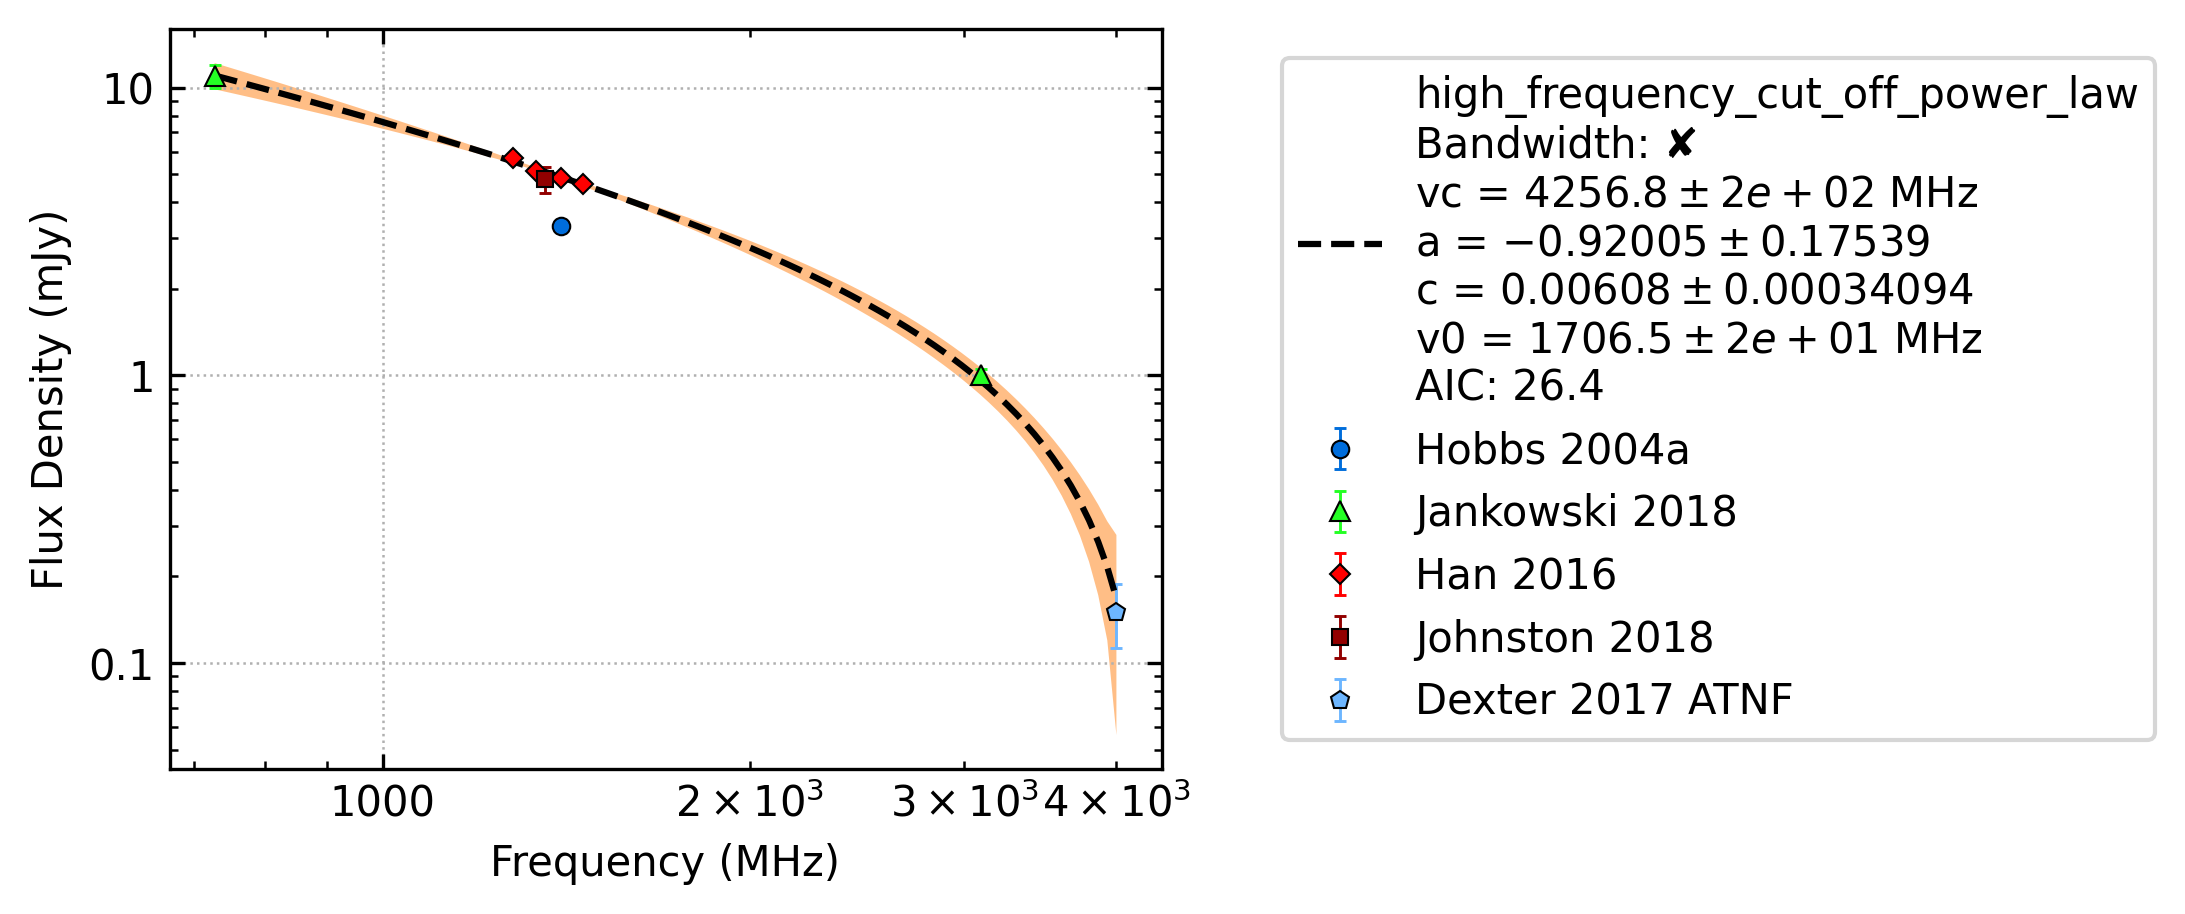 10
1
0.1
Flux Density (mJy)
1000
2 × 10³
3 × 10³
4 × 10³
Frequency (MHz)
high_frequency_cut_off_power_law
Bandwidth: ✘
vc = 4256.8 ± 2e + 02 MHz
a = −0.92005 ± 0.17539
c = 0.00608 ± 0.00034094
v0 = 1706.5 ± 2e + 01 MHz
AIC: 26.4
Hobbs 2004a
Jankowski 2018
Han 2016
Johnston 2018
Dexter 2017 ATNF